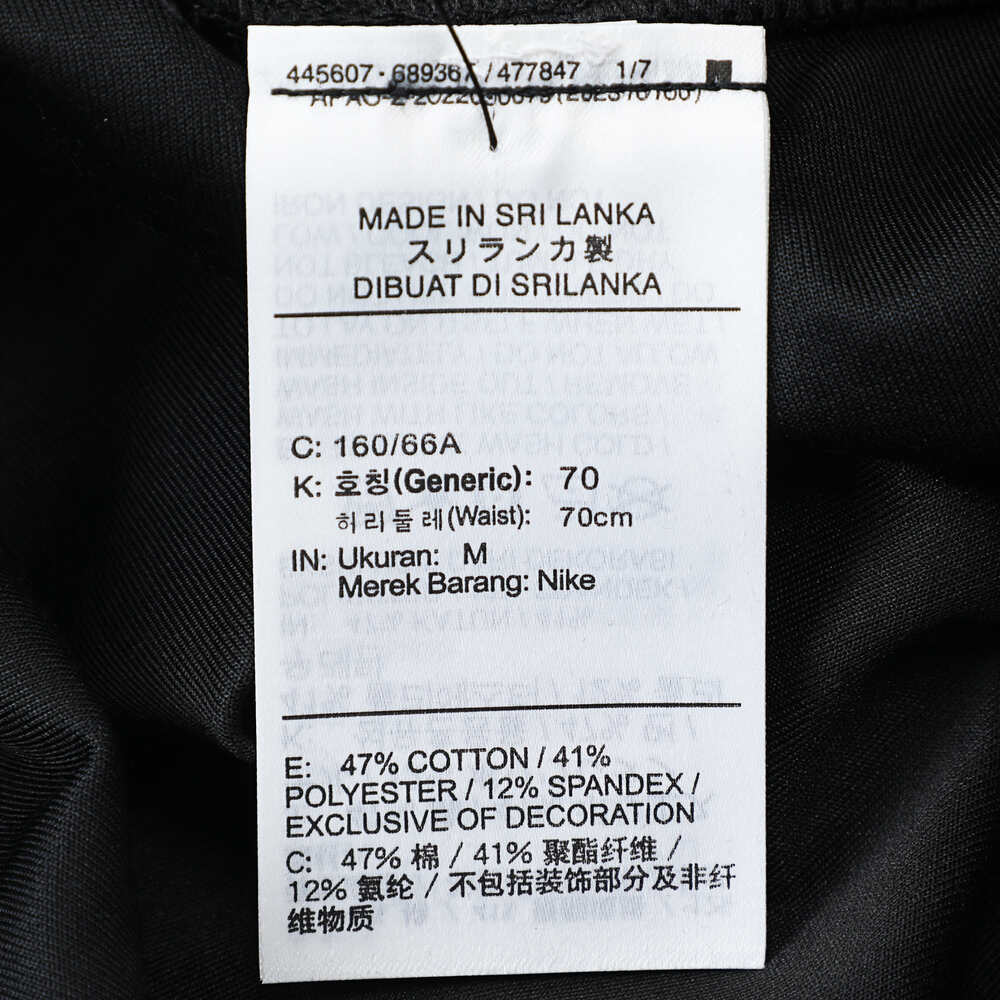 445607-689367/477847 1/7
MADE IN SRI LANKA
スリランカ製
DIBUAT DI SRILANKA
C: 160/66A
K: 호칭(Generic): 70
허리둘레(Waist): 70cm
IN: Ukuran: M
Merek Barang: Nike
E: 47% COTTON / 41%
POLYESTER / 12% SPANDEX /
EXCLUSIVE OF DECORATION
C: 47% 棉 / 41% 聚酯纤维 /
12% 氨纶 / 不包括装饰部分及非纤
维物质